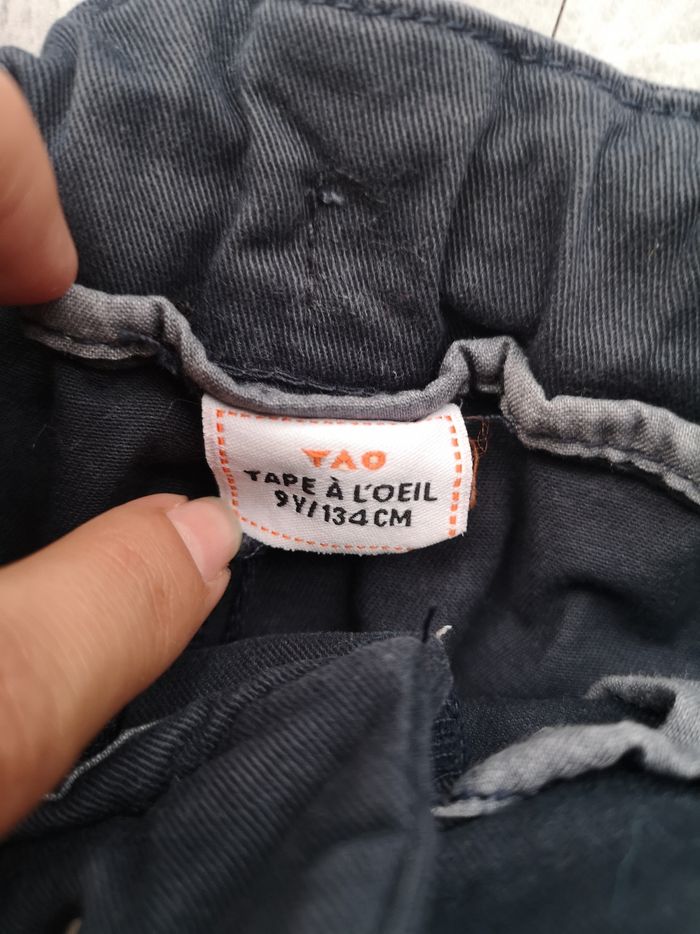 TAO
TAPE À L'OEIL
9Y/134CM